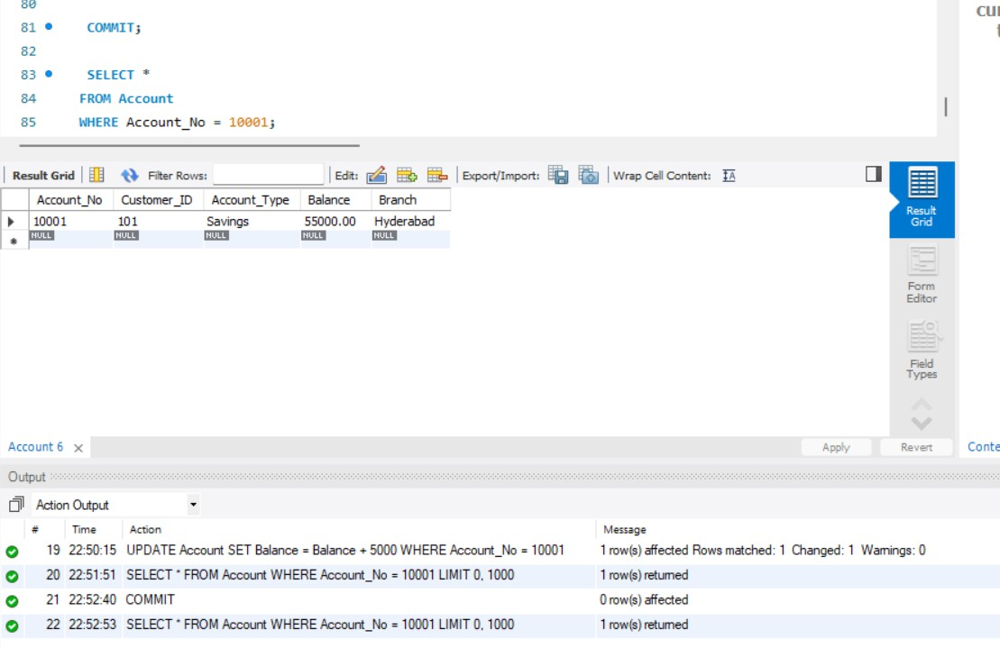 80
81 COMMIT;
82
83 SELECT *
84 FROM Account
85 WHERE Account_No = 10001;
Result Grid Filter Rows: Edit: Export/Import: Wrap Cell Content:
Account_No Customer_ID Account_Type Balance Branch
10001 101 Savings 55000.00 Hyderabad
NULL NULL NULL NULL NULL
Result
Grid
Form
Editor
Field
Types
Account 6 Apply Revert
Output
Action Output
# Time Action Message
19 22:50:15 UPDATE Account SET Balance = Balance + 5000 WHERE Account_No = 10001 1 row(s) affected Rows matched: 1 Changed: 1 Warnings: 0
20 22:51:51 SELECT * FROM Account WHERE Account_No = 10001 LIMIT 0, 1000 1 row(s) returned
21 22:52:40 COMMIT 0 row(s) affected
22 22:52:53 SELECT * FROM Account WHERE Account_No = 10001 LIMIT 0, 1000 1 row(s) returned